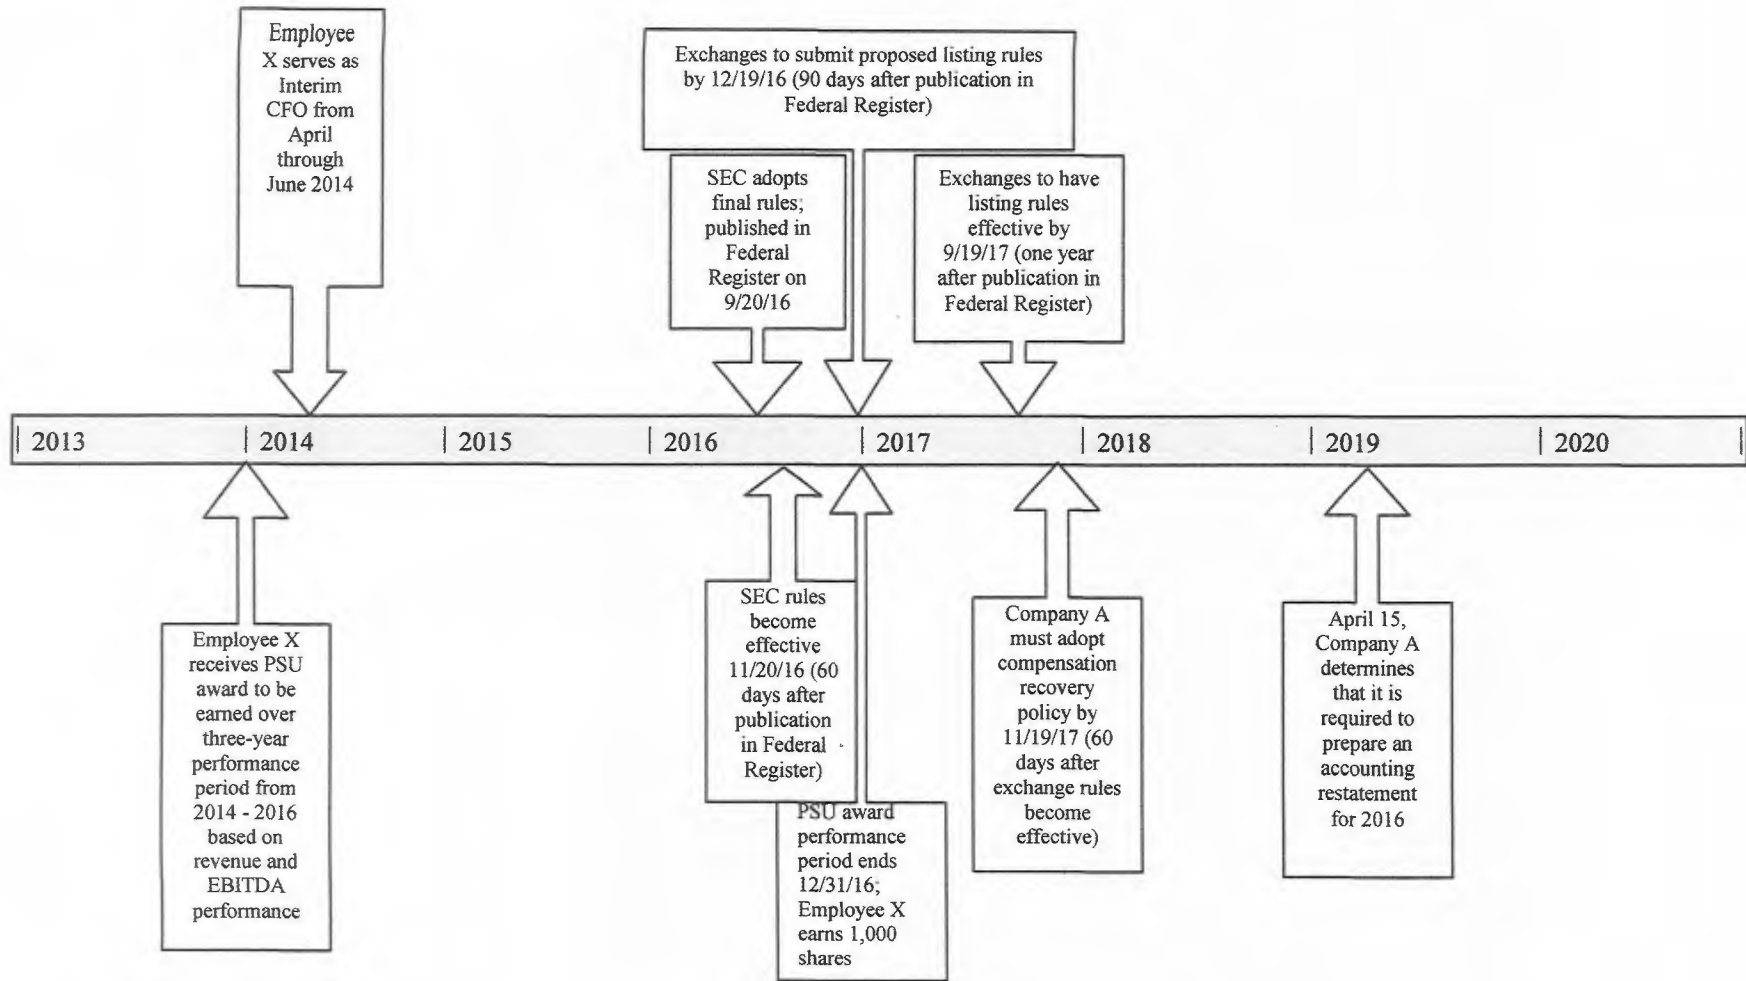 Employee
X serves as
Interim
CFO from
April
through
June 2014
Exchanges to submit proposed listing rules
by 12/19/16 (90 days after publication in
Federal Register)
SEC adopts
final rules;
published in
Federal
Register on
9/20/16
Exchanges to have
listing rules
effective by
9/19/17 (one year
after publication in
Federal Register)
2013
2014
2015
2016
2017
2018
2019
2020
Employee X
receives PSU
award to be
earned over
three-year
performance
period from
2014 - 2016
based on
revenue and
EBITDA
performance
SEC rules
become
effective
11/20/16 (60
days after
publication
in Federal
Register)
PSU award
performance
period ends
12/31/16;
Employee X
earns 1,000
shares
Company A
must adopt
compensation
recovery
policy by
11/19/17 (60
days after
exchange rules
become
effective)
April 15,
Company A
determines
that it is
required to
prepare an
accounting
restatement
for 2016